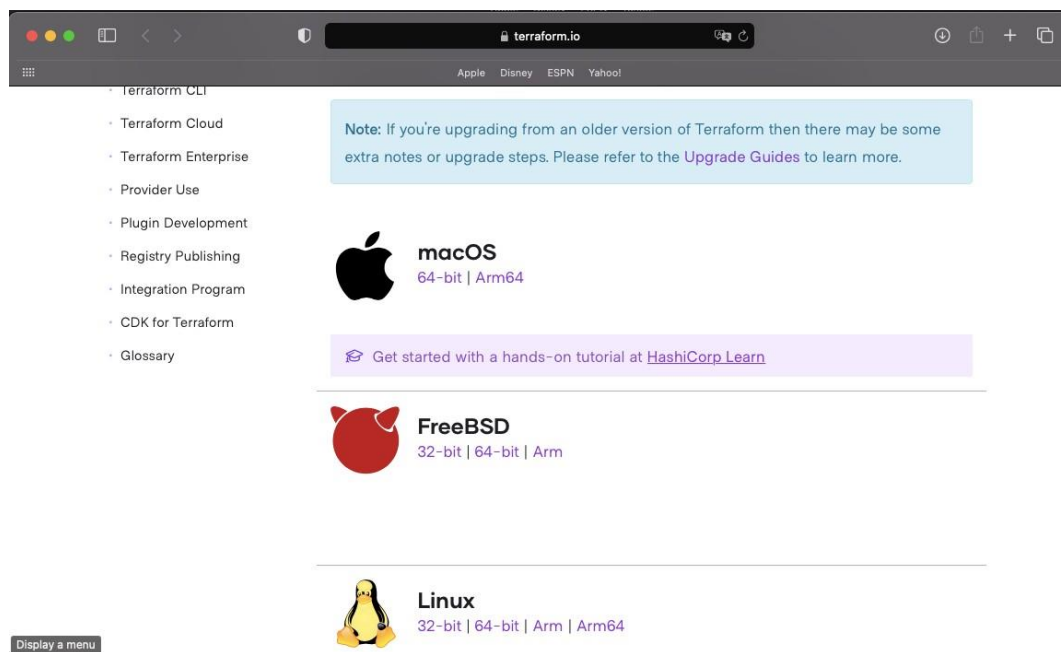 terraform.io
Apple Disney ESPN Yahoo!
Terraform CLI
Terraform Cloud
Terraform Enterprise
Provider Use
Plugin Development
Registry Publishing
Integration Program
CDK for Terraform
Glossary
Note: If you're upgrading from an older version of Terraform then there may be some
extra notes or upgrade steps. Please refer to the Upgrade Guides to learn more.
macOS
64-bit | Arm64
Get started with a hands-on tutorial at HashiCorp Learn
FreeBSD
32-bit | 64-bit | Arm
Linux
32-bit | 64-bit | Arm | Arm64
Display a menu